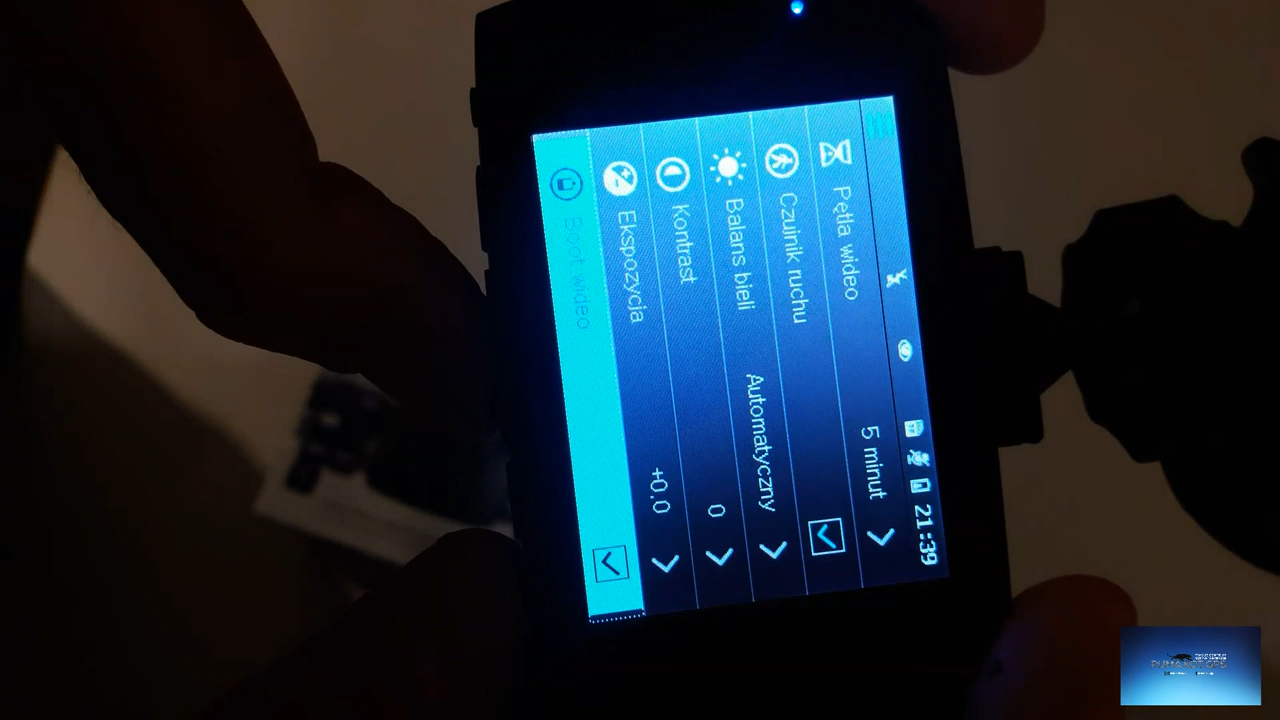 21:39
Pętla wideo 5 minut
Czujnik ruchu
Balans bieli Automatyczny
Kontrast 0
Ekspozycja +0.0
Boot wideo